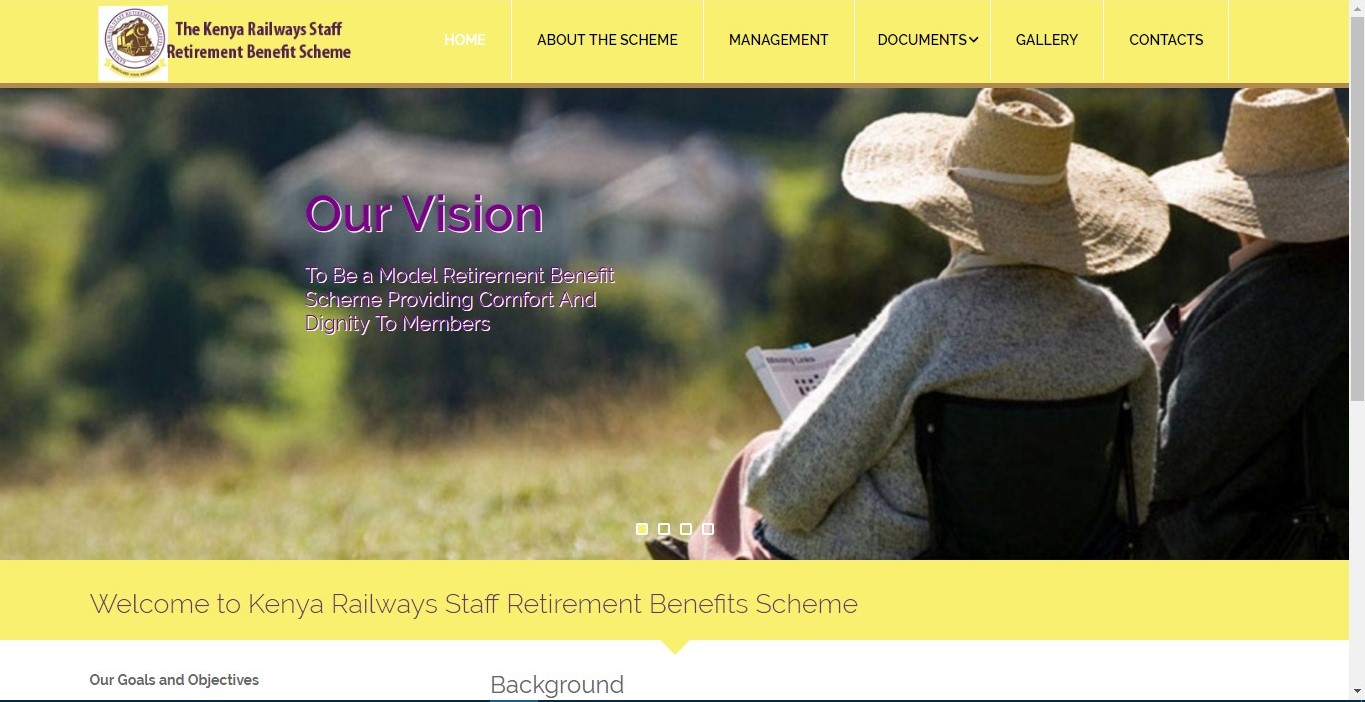 The Kenya Railways Staff
Retirement Benefit Scheme
HOME
ABOUT THE SCHEME
MANAGEMENT
DOCUMENTS
GALLERY
CONTACTS
Our Vision
To Be a Model Retirement Benefit
Scheme Providing Comfort And
Dignity To Members
Missing Links
Welcome to Kenya Railways Staff Retirement Benefits Scheme
Our Goals and Objectives
Background